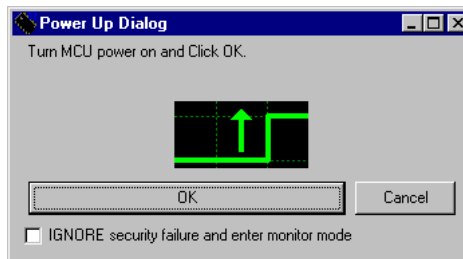 Power Up Dialog
Turn MCU power on and Click OK.
OK
Cancel
IGNORE security failure and enter monitor mode